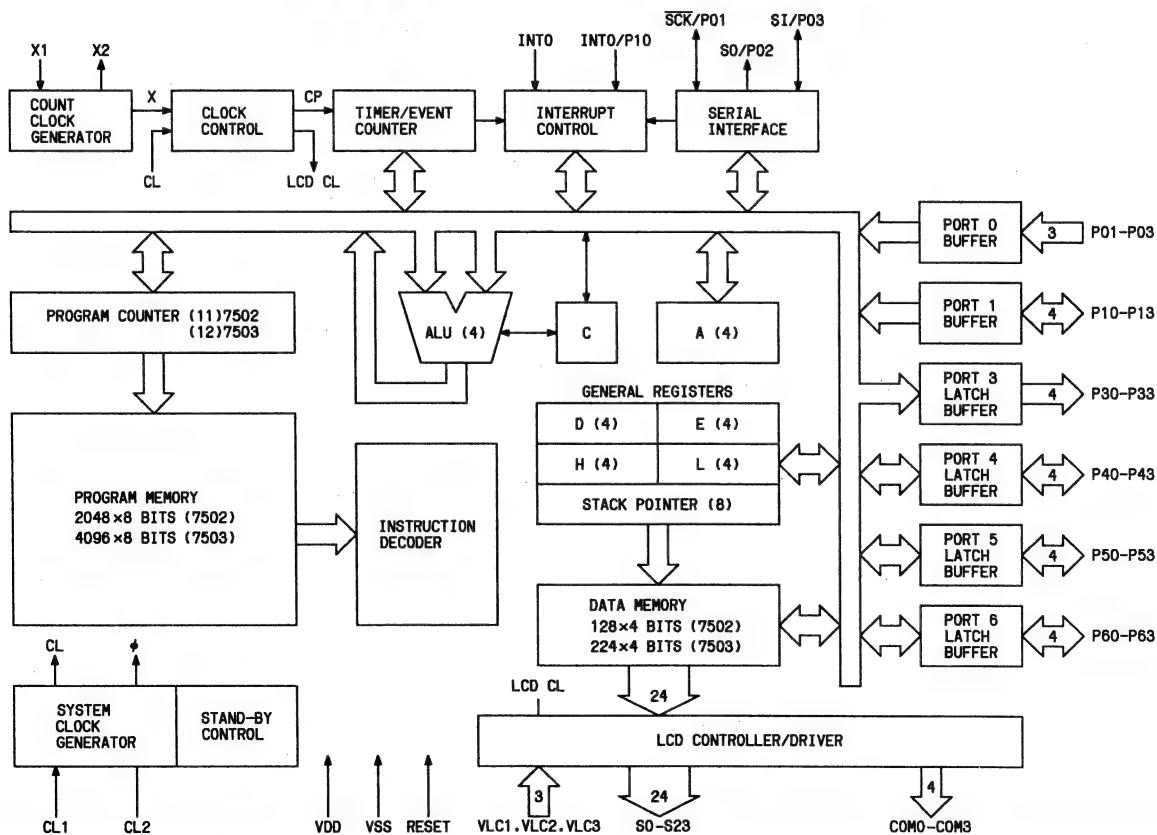 X1
X2
INT0
INT0/P10
SCK/P01
SO/P02
SI/P03
COUNT
CLOCK
GENERATOR
X
CLOCK
CONTROL
CP
TIMER/EVENT
COUNTER
INTERRUPT
CONTROL
SERIAL
INTERFACE
CL
LCD CL
PORT 0
BUFFER
3
P01-P03
PROGRAM COUNTER (11)7502
(12)7503
ALU (4)
C
A (4)
PORT 1
BUFFER
4
P10-P13
PORT 3
LATCH
BUFFER
4
P30-P33
GENERAL REGISTERS
D (4)
E (4)
H (4)
L (4)
STACK POINTER (8)
PORT 4
LATCH
BUFFER
4
P40-P43
PROGRAM MEMORY
2048×8 BITS (7502)
4096×8 BITS (7503)
INSTRUCTION
DECODER
PORT 5
LATCH
BUFFER
4
P50-P53
DATA MEMORY
128×4 BITS (7502)
224×4 BITS (7503)
PORT 6
LATCH
BUFFER
4
P60-P63
CL
ϕ
SYSTEM
CLOCK
GENERATOR
STAND-BY
CONTROL
LCD CL
24
LCD CONTROLLER/DRIVER
3
24
4
CL1
CL2
VDD
VSS
RESET
VLC1.VLC2.VLC3
S0-S23
COM0-COM3